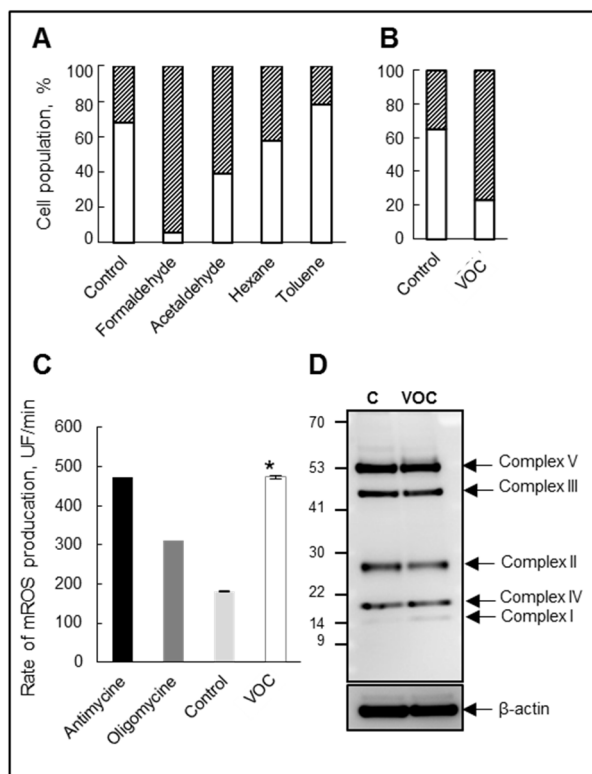 A
Cell population, %
100
80
60
40
20
0
Control
Formaldehyde
Acetaldehyde
Hexane
Toluene
B
100
80
60
40
20
0
Control
VOC
C
Rate of mROS producation, UF/min
600
500
400
300
200
100
0
*
Antimycine
Oligomycine
Control
VOC
D
C VOC
70
53
41
30
22
14
9
Complex V
Complex III
Complex II
Complex IV
Complex I
β-actin